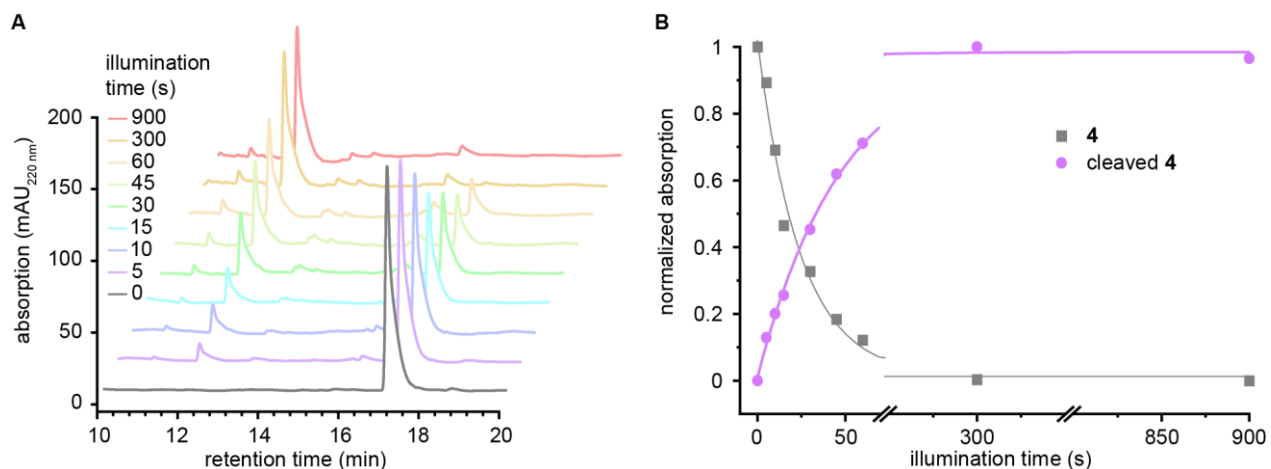 A
illumination
time (s)
900
300
60
45
30
15
10
5
0
absorption (mAU220 nm)
200
150
100
50
0
10 12 14 16 18 20
retention time (min)
B
normalized absorption
1
0.8
0.6
0.4
0.2
0
4
cleaved 4
0 50 300 850 900
illumination time (s)